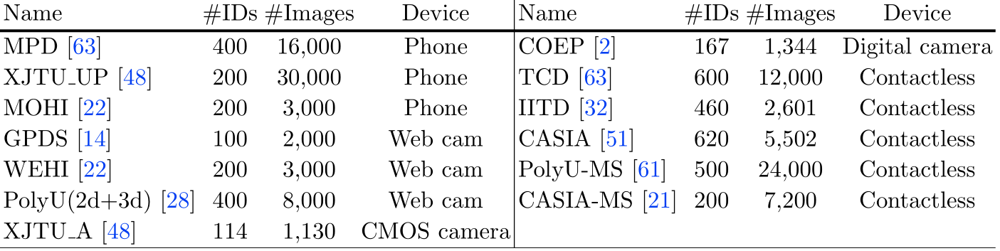 Name #IDs #Images Device Name #IDs #Images Device
MPD [63] 400 16,000 Phone COEP [2] 167 1,344 Digital camera
XJTU_UP [48] 200 30,000 Phone TCD [63] 600 12,000 Contactless
MOHI [22] 200 3,000 Phone IITD [32] 460 2,601 Contactless
GPDS [14] 100 2,000 Web cam CASIA [51] 620 5,502 Contactless
WEHI [22] 200 3,000 Web cam PolyU-MS [61] 500 24,000 Contactless
PolyU(2d+3d) [28] 400 8,000 Web cam CASIA-MS [21] 200 7,200 Contactless
XJTU_A [48] 114 1,130 CMOS camera